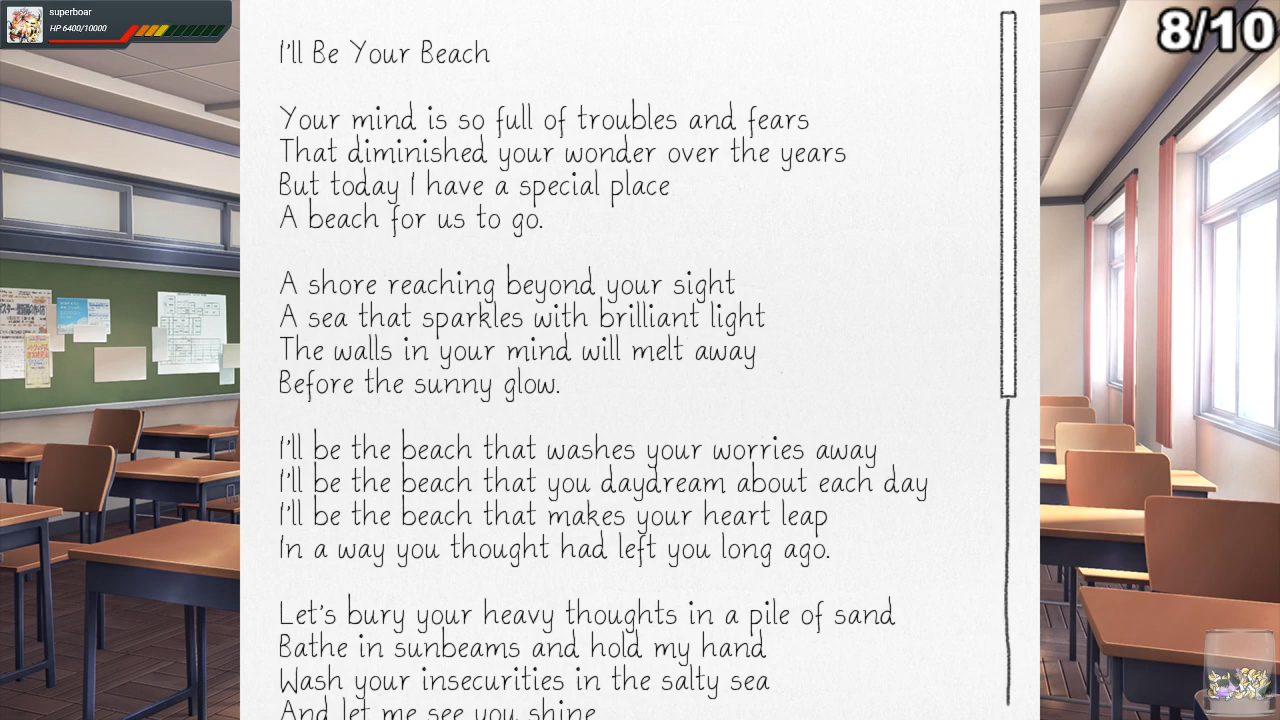 superboar
HP 6400/10000
8/10
I'll Be Your Beach
Your mind is so full of troubles and fears
That diminished your wonder over the years
But today I have a special place
A beach for us to go.
A shore reaching beyond your sight
A sea that sparkles with brilliant light
The walls in your mind will melt away
Before the sunny glow.
I'll be the beach that washes your worries away
I'll be the beach that you daydream about each day
I'll be the beach that makes your heart leap
In a way you thought had left you long ago.
Let's bury your heavy thoughts in a pile of sand
Bathe in sunbeams and hold my hand
Wash your insecurities in the salty sea
And let me see you shine.